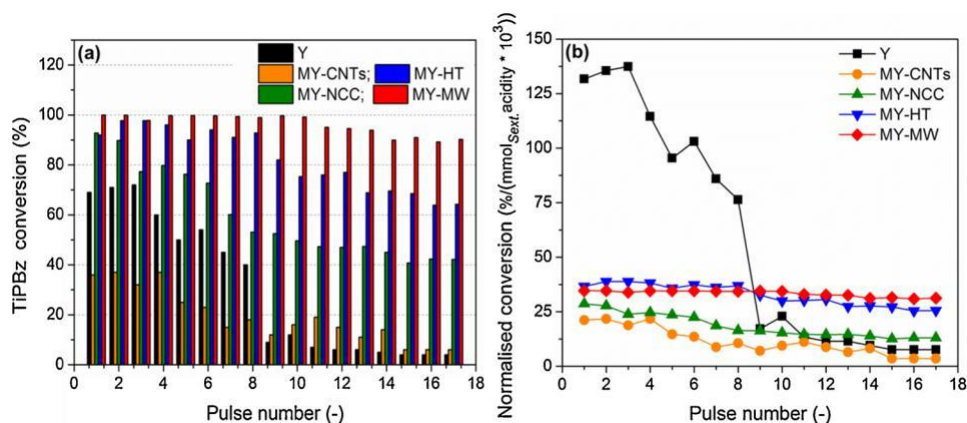 (a)
Y
MY-CNTs; MY-HT
MY-NCC; MY-MW
TiPBz conversion (%)
120
100
80
60
40
20
0
0 2 4 6 8 10 12 14 16 18
Pulse number (-)
(b)
Y
MY-CNTs
MY-NCC
MY-HT
MY-MW
Normalised conversion (%/(mmolSext. acidity * 10³))
150
125
100
75
50
25
0
0 2 4 6 8 10 12 14 16 18
Pulse number (-)